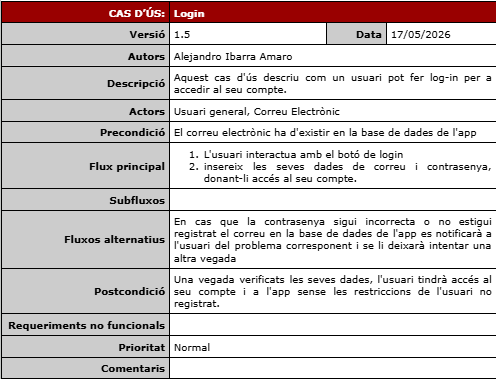 CAS D'ÚS: Login
Versió 1.5 Data 17/05/2026
Autors Alejandro Ibarra Amaro
Descripció Aquest cas d'ús descriu com un usuari pot fer log-in per a
accedir al seu compte.
Actors Usuari general, Correu Electrònic
Precondició El correu electrònic ha d'existir en la base de dades de l'app
Flux principal
1. L'usuari interactua amb el botó de login
2. insereix les seves dades de correu i contrasenya,
donant-li accés al seu compte.
Subfluxos
Fluxos alternatius
En cas que la contrasenya sigui incorrecta o no estigui
registrat el correu en la base de dades de l'app es notificarà a
l'usuari del problema corresponent i se li deixarà intentar una
altra vegada
Postcondició
Una vegada verificats les seves dades, l'usuari tindrà accés al
seu compte i a l'app sense les restriccions de l'usuari no
registrat.
Requeriments no funcionals
Prioritat Normal
Comentaris